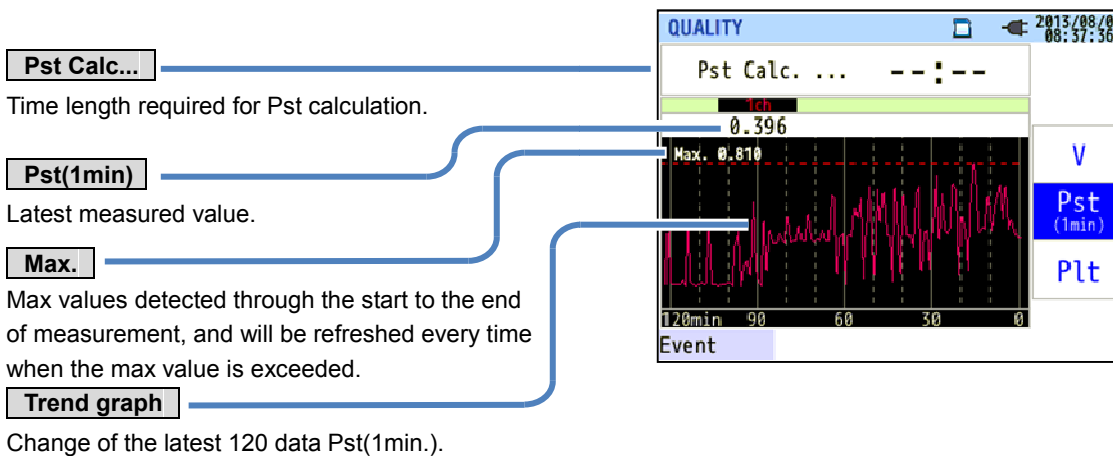 Pst Calc...
Time length required for Pst calculation.
Pst(1min)
Latest measured value.
Max.
Max values detected through the start to the end
of measurement, and will be refreshed every time
when the max value is exceeded.
Trend graph
Change of the latest 120 data Pst(1min.).
QUALITY
2013/08/0
08:37:36
Pst Calc. ... --:--
1ch
0.396
Max. 0.810
120min 90 60 30 0
Event
V
Pst
(1min)
Plt